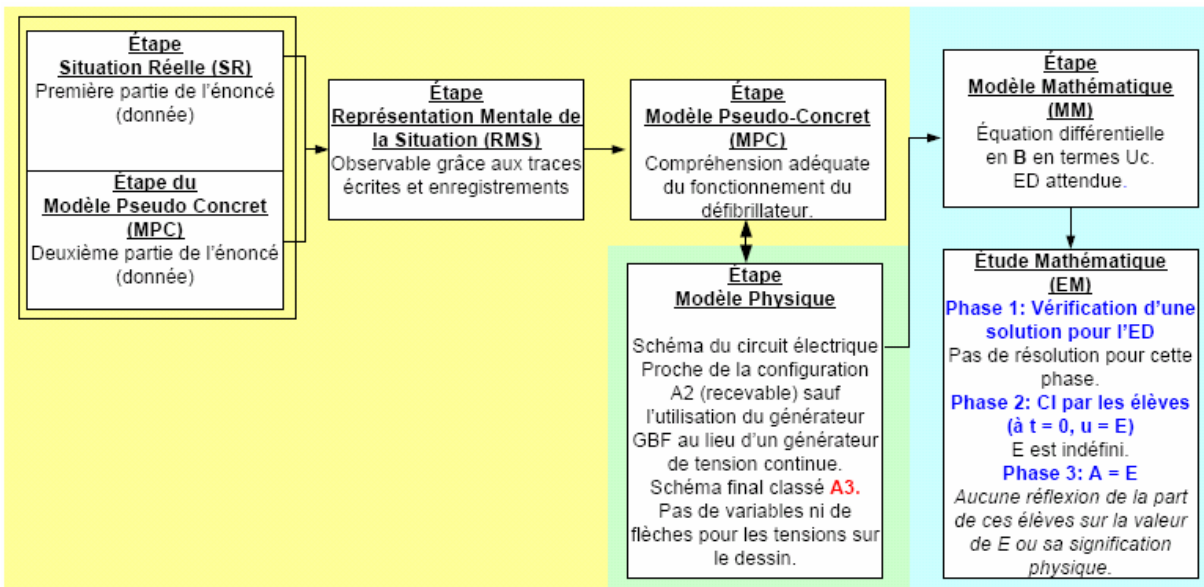 Étape
Situation Réelle (SR)
Première partie de l'énoncé
(donnée)
Étape du
Modèle Pseudo Concret
(MPC)
Deuxième partie de l'énoncé
(donnée)
Étape
Représentation Mentale de
la Situation (RMS)
Observable grâce aux traces
écrites et enregistrements
Étape
Modèle Pseudo-Concret
(MPC)
Compréhension adéquate
du fonctionnement du
défibrillateur.
Étape
Modèle Physique
Schéma du circuit électrique
Proche de la configuration
A2 (recevable) sauf
l'utilisation du générateur
GBF au lieu d'un générateur
de tension continue.
Schéma final classé A3.
Pas de variables ni de
flèches pour les tensions sur
le dessin.
Étape
Modèle Mathématique
(MM)
Équation différentielle
en B en termes Uc.
ED attendue.
Étude Mathématique
(EM)
Phase 1: Vérification d'une
solution pour l'ED
Pas de résolution pour cette
phase.
Phase 2: CI par les élèves
(à t = 0, u = E)
E est indéfini.
Phase 3: A = E
Aucune réflexion de la part
de ces élèves sur la valeur
de E ou sa signification
physique.